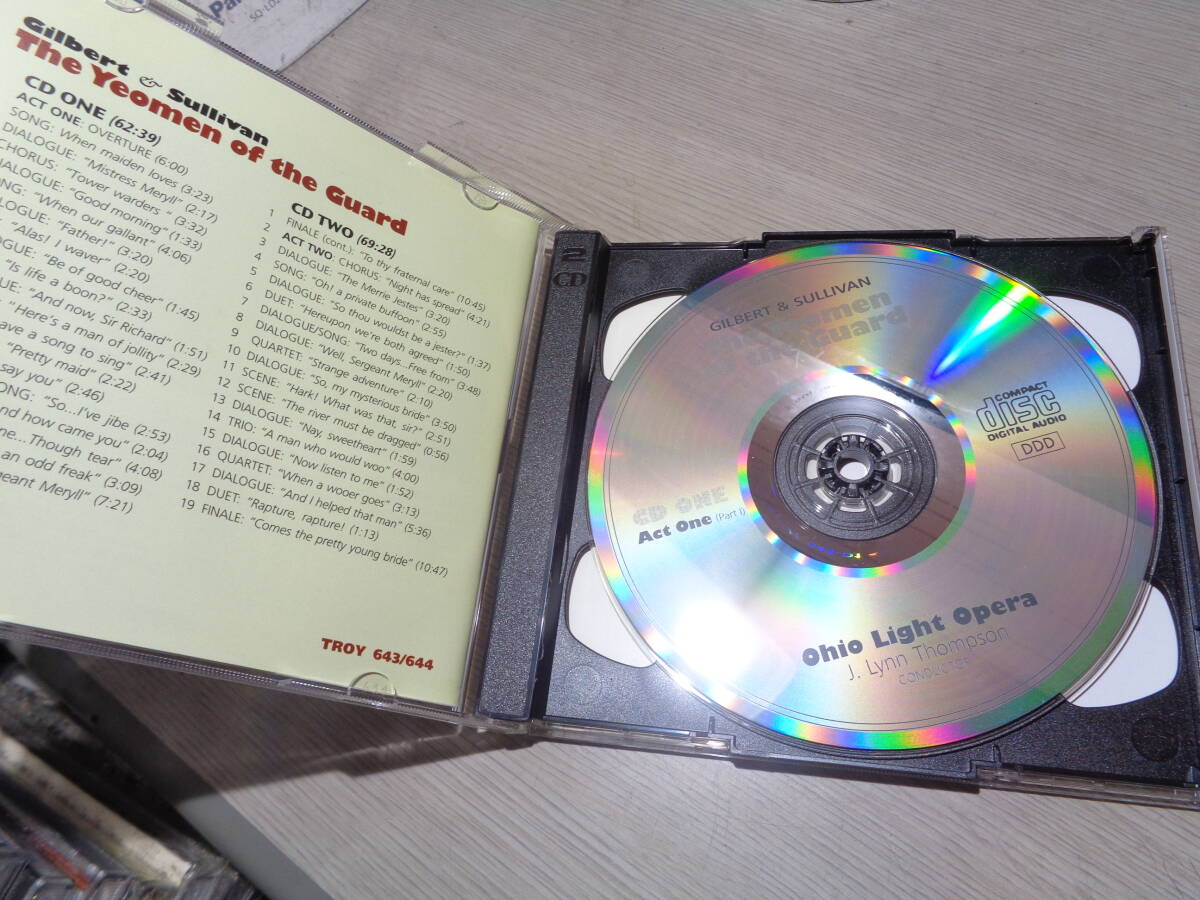 Gilbert & Sullivan
The Yeomen of the Guard
CD ONE (62:39)
ACT ONE: OVERTURE (6:00)
SONG: When maiden loves (3:23)
DIALOGUE: "Mistress Meryll" (2:17)
CHORUS: "Tower warders " (3:32)
DIALOGUE: "Good morning" (1:33)
"When our gallant" (4:06)
"Father!" (3:20)
"Alas! I waver" (2:20)
"Be of good cheer" (1:45)
"Is life a boon?" (2:33)
"And now, Sir Richard" (1:51)
"Here's a man of jollity" (2:29)
have a song to sing" (2:41)
"Pretty maid" (2:22)
say you" (2:46)
SONG: "So...I've jibe (2:53)
and how came you" (2:04)
one...Though tear" (4:08)
an odd freak" (3:09)
geant Meryll" (7:21)
CD TWO (69:28)
1 FINALE (cont.): "To thy fraternal care" (10:45)
2 ACT TWO: CHORUS: "Night has spread" (4:21)
3 DIALOGUE: "The Merrie Jestes" (3:20)
4 SONG: "Oh! a private buffoon" (2:55)
5 DIALOGUE: "So thou wouldst be a jester?" (1:37)
6 DUET: "Hereupon we're both agreed" (1:50)
7 DIALOGUE/SONG: "Two days...Free from" (3:48)
8 DIALOGUE: "Well, Sergeant Meryll" (2:20)
9 QUARTET: "Strange adventure" (2:10)
10 DIALOGUE: "So, my mysterious bride" (3:50)
11 SCENE: "Hark! What was that, sir?" (2:51)
12 SCENE: "The river must be dragged" (0:56)
13 DIALOGUE: "Nay, sweetheart" (1:59)
14 TRIO: "A man who would woo" (4:00)
15 DIALOGUE: "Now listen to me" (1:52)
16 QUARTET: "When a wooer goes" (3:13)
17 DIALOGUE: "And I helped that man" (5:36)
18 DUET: "Rapture, rapture! (1:13)
19 FINALE: "Comes the pretty young bride" (10:47)
TROY 643/644
2
CD
GILBERT & SULLIVAN
Yeomen
of the Guard
COMPACT
disc
DIGITAL AUDIO
DDD
CD ONE
Act One (Part I)
Ohio Light Opera
J. Lynn Thompson
CONDUCTOR